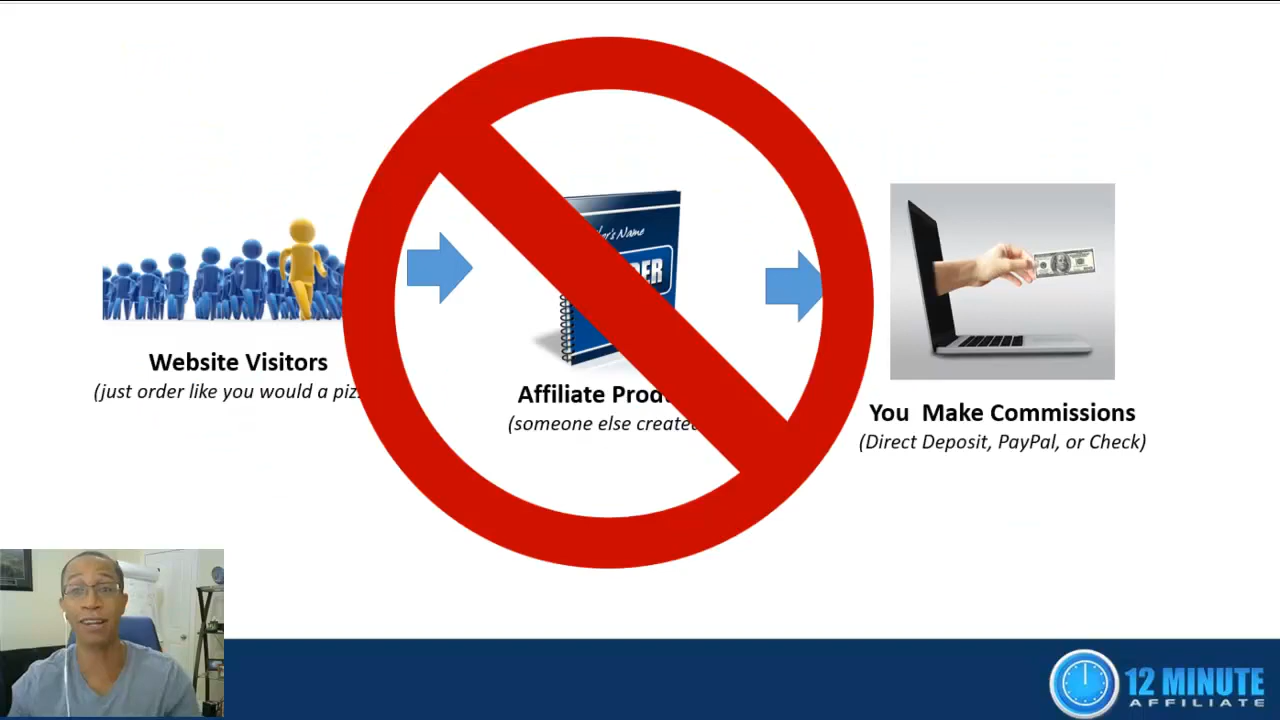 Website Visitors
(just order like you would a piz
Affiliate Prod
(someone else created
You Make Commissions
(Direct Deposit, PayPal, or Check)
12 MINUTE
AFFILIATE